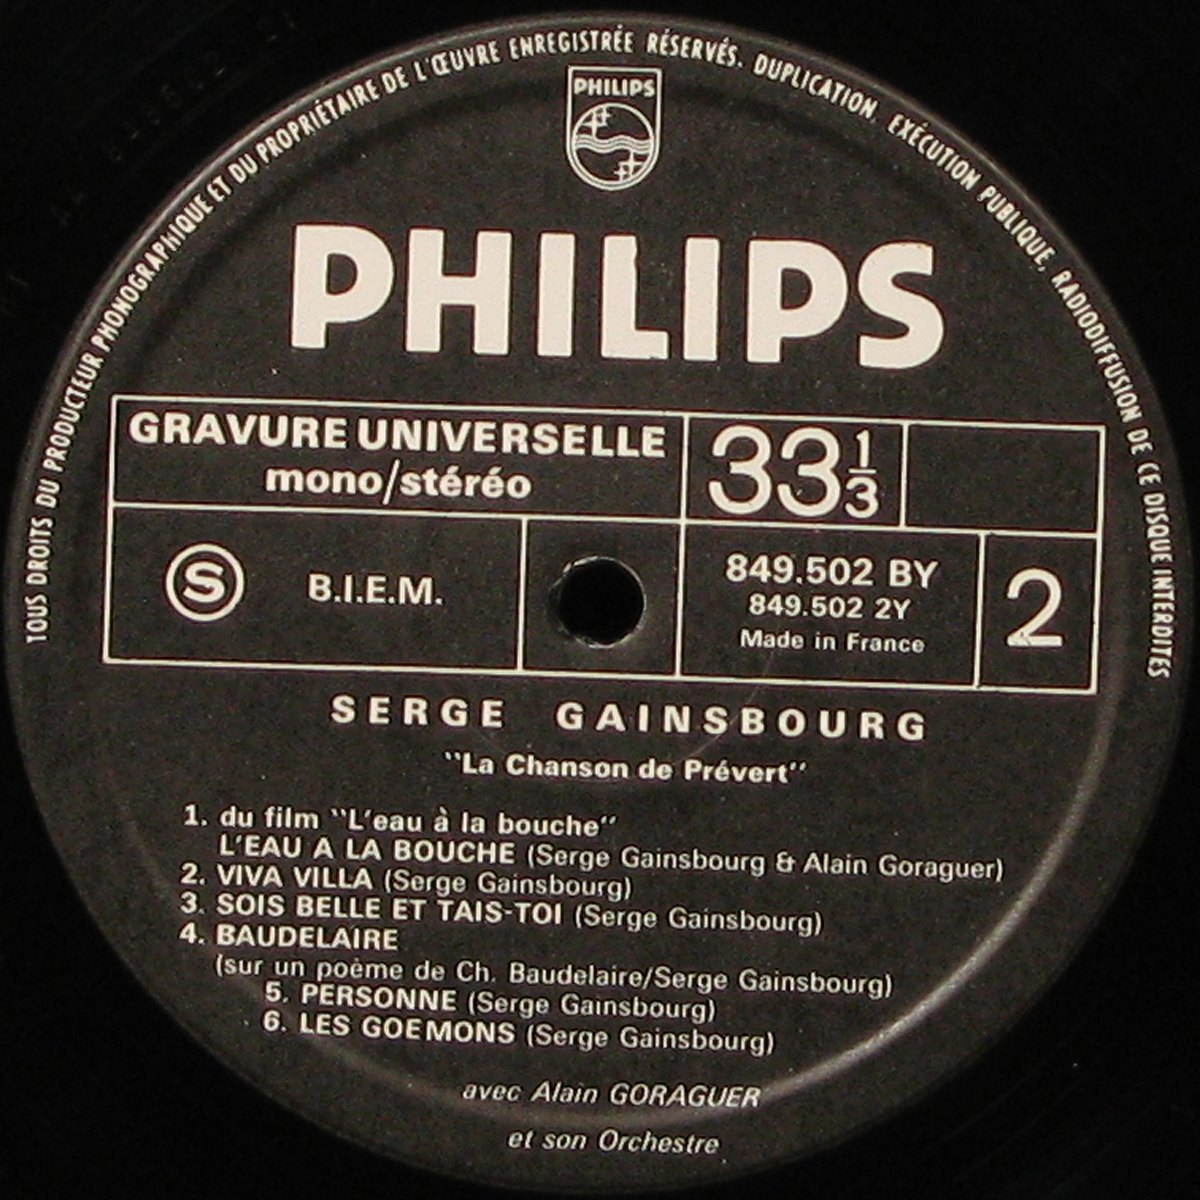 TOUS DROITS DU PRODUCTEUR PHONOGRAPHIQUE ET DU PROPRIÉTAIRE DE L'ŒUVRE ENREGISTRÉE RÉSERVÉS. DUPLICATION, EXÉCUTION PUBLIQUE, RADIODIFFUSION DE CE DISQUE INTERDITES
PHILIPS
PHILIPS
GRAVURE UNIVERSELLE
mono/stéréo
33 1/3
S B.I.E.M.
849.502 BY
849.502 2Y
Made in France
2
SERGE GAINSBOURG
"La Chanson de Prévert"
1. du film "L'eau à la bouche"
L'EAU A LA BOUCHE (Serge Gainsbourg & Alain Goraguer)
2. VIVA VILLA (Serge Gainsbourg)
3. SOIS BELLE ET TAIS-TOI (Serge Gainsbourg)
4. BAUDELAIRE
(sur un poème de Ch. Baudelaire/Serge Gainsbourg)
5. PERSONNE (Serge Gainsbourg)
6. LES GOEMONS (Serge Gainsbourg)
avec Alain GORAGUER
et son Orchestre